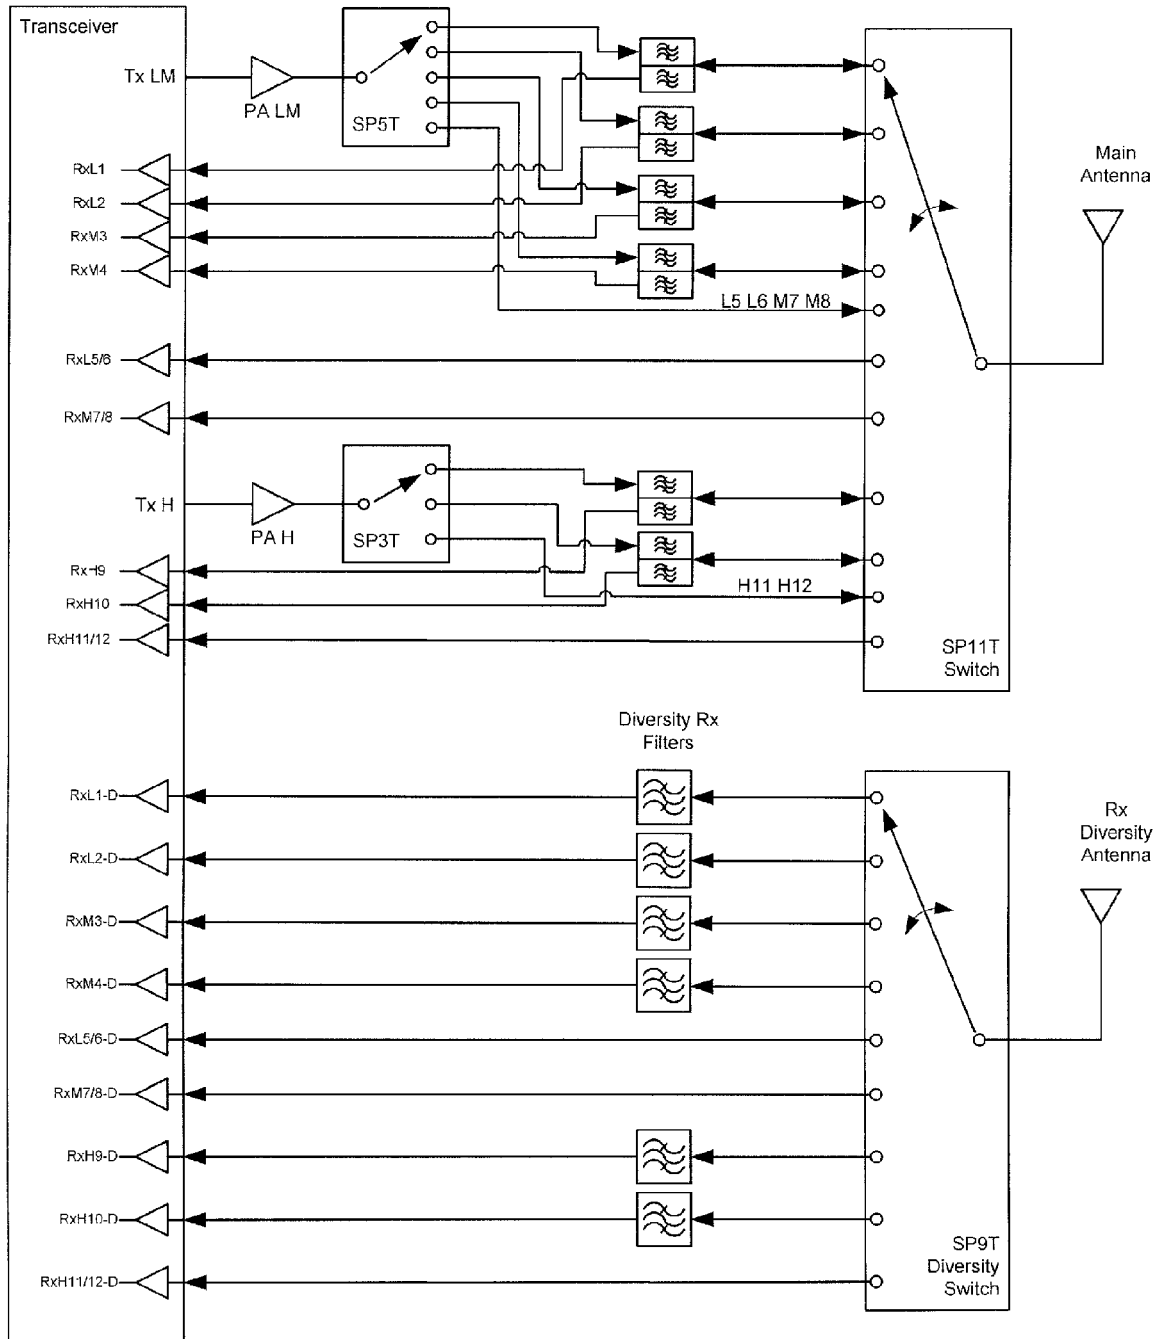 Transceiver
Tx LM
PA LM
SP5T
RxL1
RxL2
RxM3
RxM4
L5 L6 M7 M8
Main
Antenna
RxL5/6
RxM7/8
Tx H
PA H
SP3T
RxH9
RxH10
H11 H12
RxH11/12
SP11T
Switch
Diversity Rx
Filters
RxL1-D
RxL2-D
RxM3-D
RxM4-D
RxL5/6-D
RxM7/8-D
RxH9-D
RxH10-D
RxH11/12-D
Rx
Diversity
Antenna
SP9T
Diversity
Switch